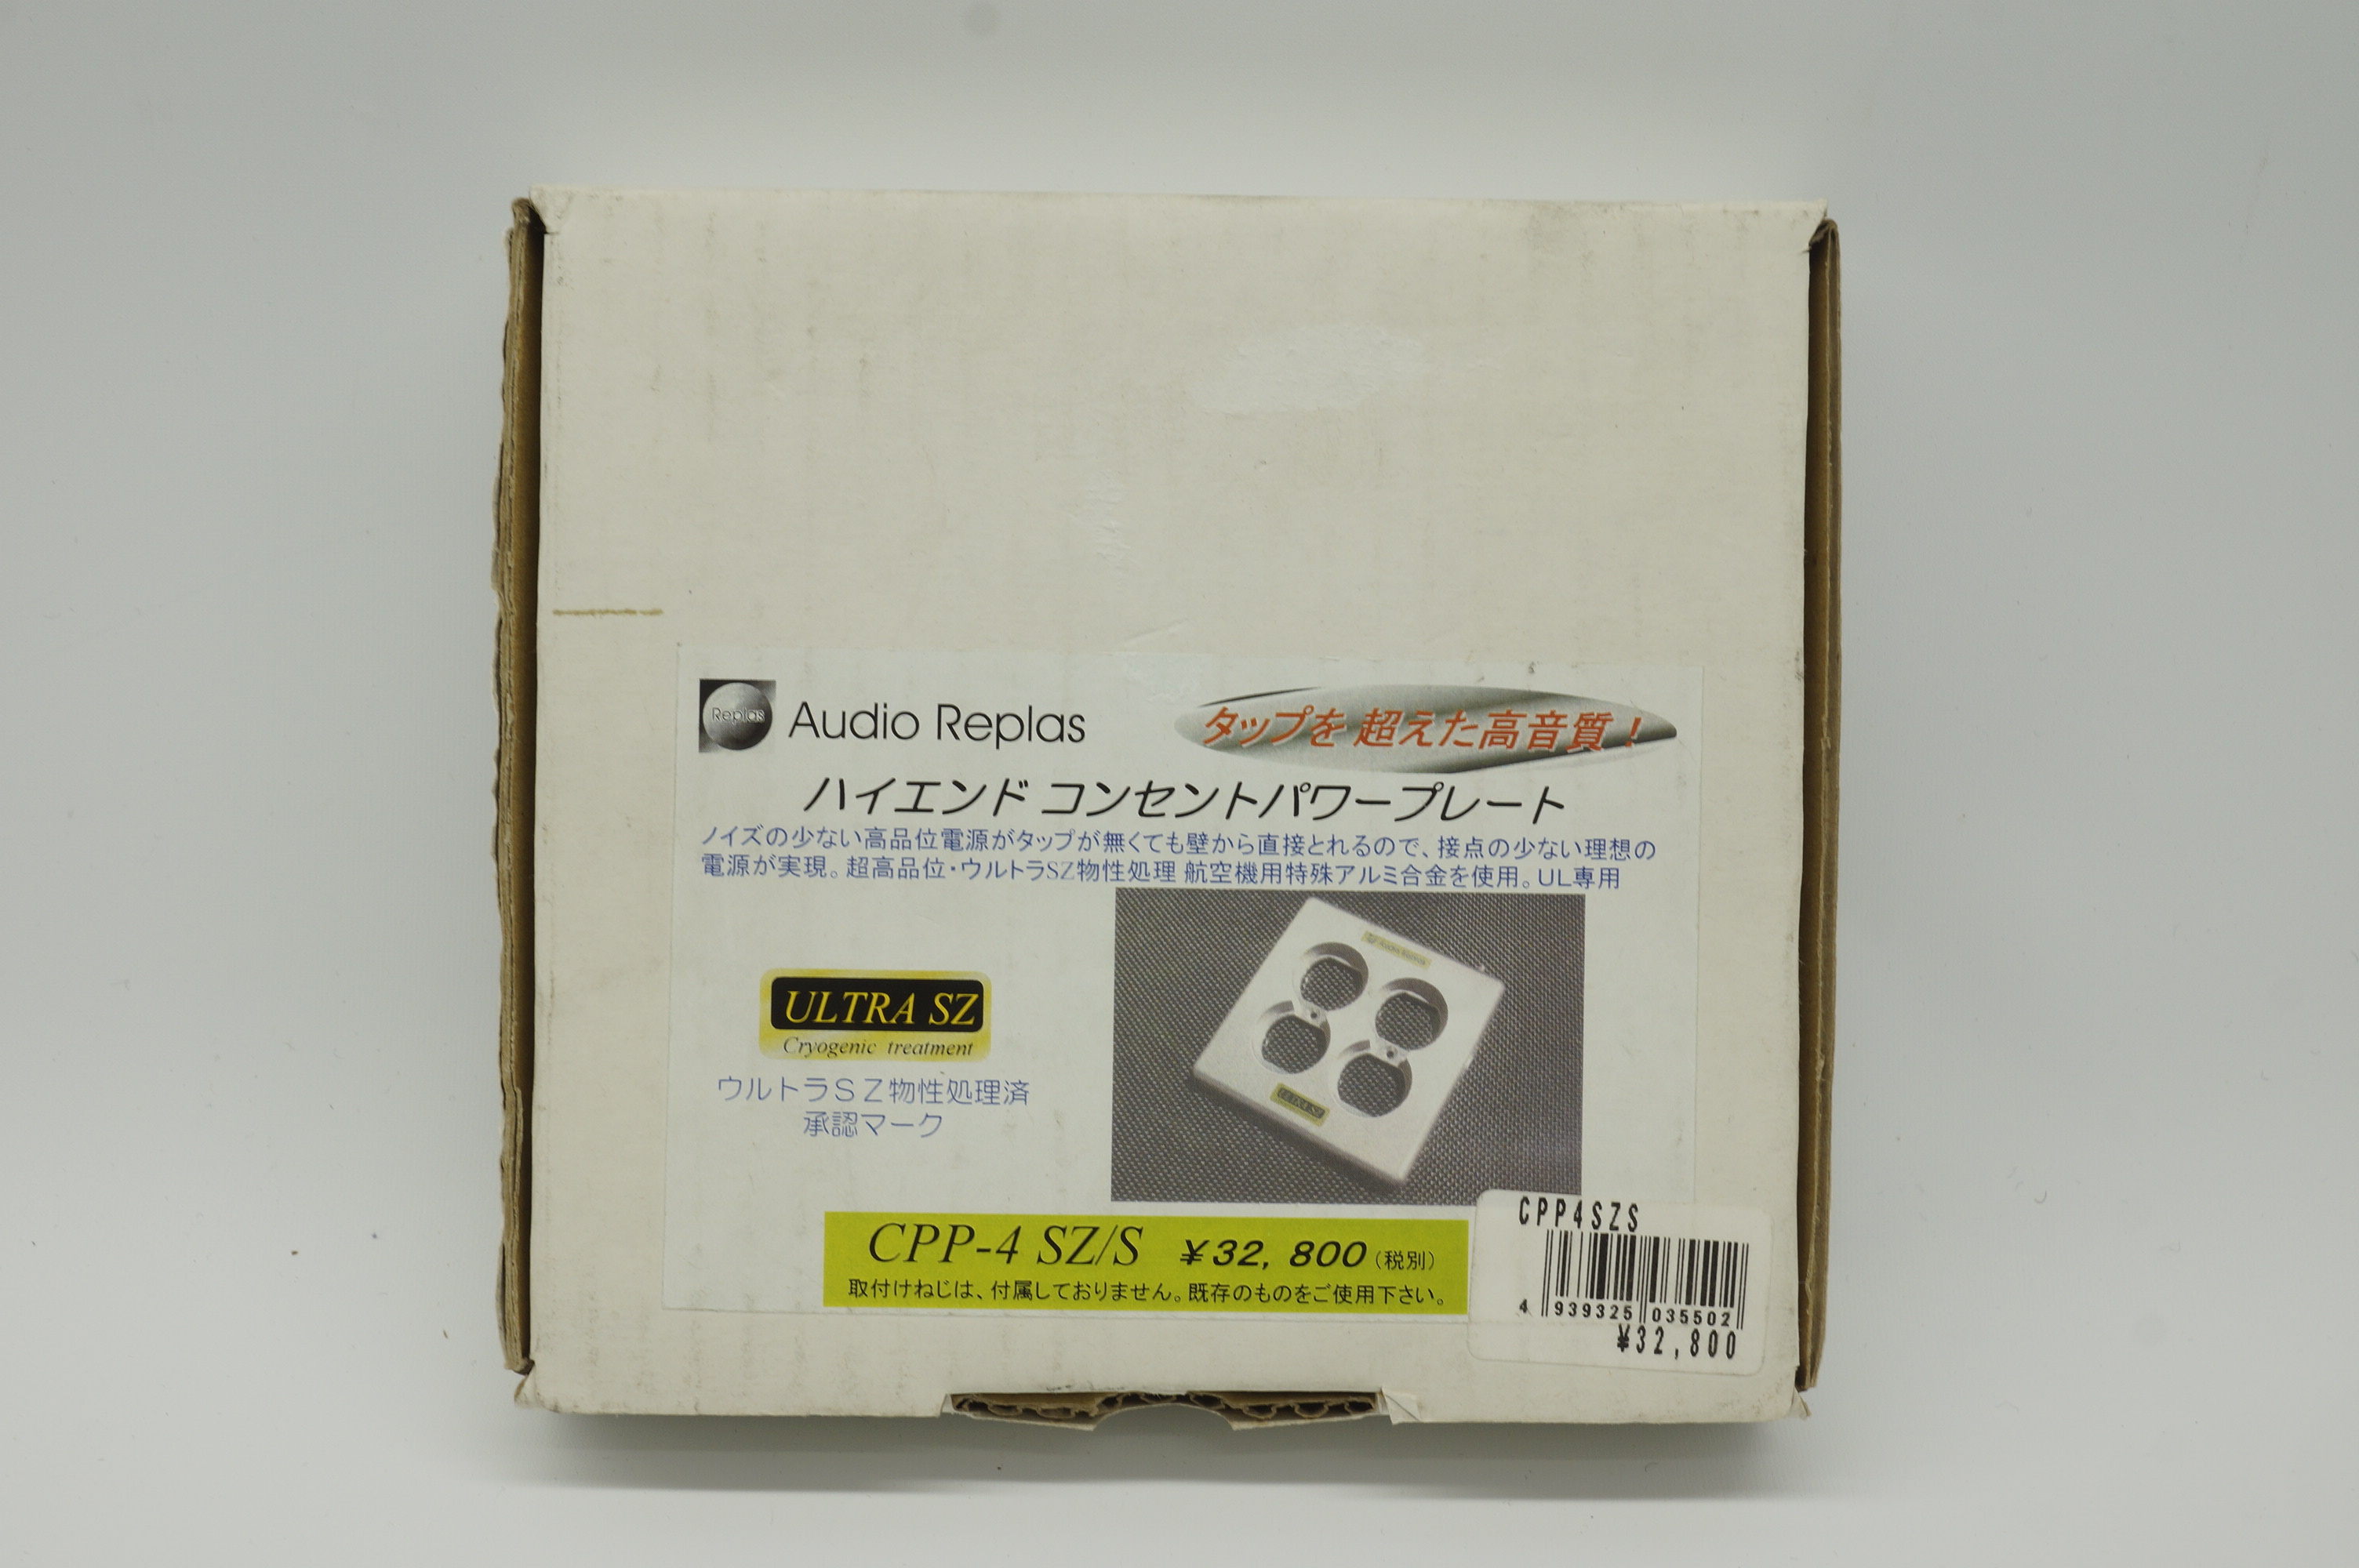 Replas
Audio Replas
タップを 超えた高音質！
ハイエンド コンセントパワープレート
ノイズの少ない高品位電源がタップが無くても壁から直接とれるので、接点の少ない理想の
電源が実現。超高品位・ウルトラSZ物性処理 航空機用特殊アルミ合金を使用。UL専用
Audio Replas
ULTRA SZ
ULTRA SZ
Cryogenic treatment
ウルトラＳＺ物性処理済
承認マーク
CPP-4 SZ/S ￥32, 800（税別）
取付けねじは、付属しておりません。既存のものをご使用下さい。
CPP4SZS
4 939325 035502
¥32,800